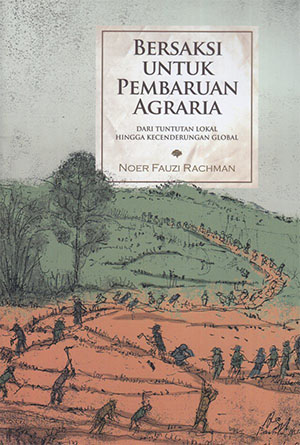 BERSAKSI
UNTUK
PEMBARUAN
AGRARIA
DARI TUNTUTAN LOKAL
HINGGA KECENDERUNGAN GLOBAL
NOER FAUZI RACHMAN